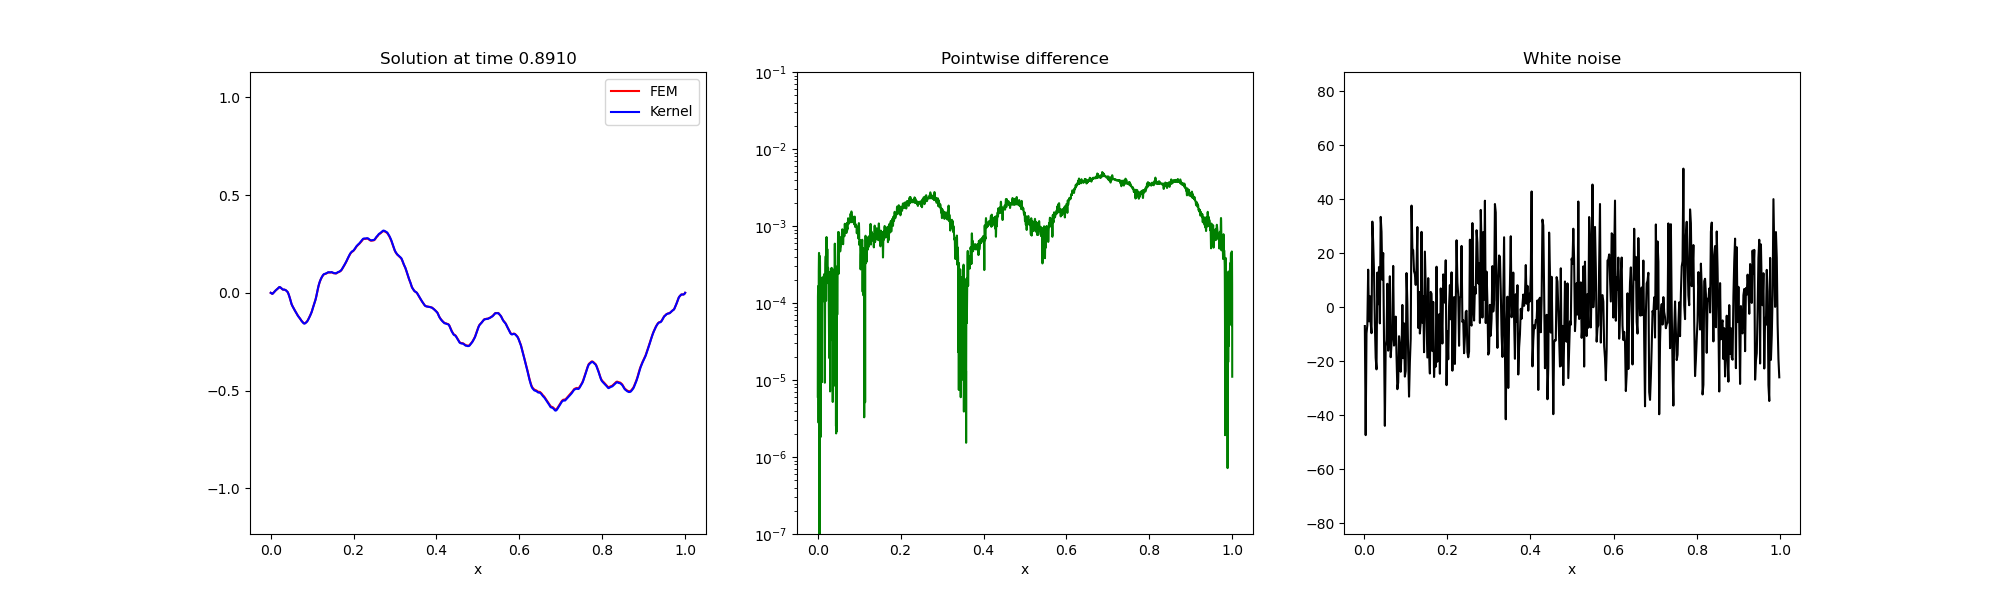 Solution at time 0.8910
1.0
0.5
0.0
−0.5
−1.0
0.0 0.2 0.4 0.6 0.8 1.0
x
FEM
Kernel
Pointwise difference
10⁻¹
10⁻²
10⁻³
10⁻⁴
10⁻⁵
10⁻⁶
10⁻⁷
0.0 0.2 0.4 0.6 0.8 1.0
x
White noise
80
60
40
20
0
−20
−40
−60
−80
0.0 0.2 0.4 0.6 0.8 1.0
x